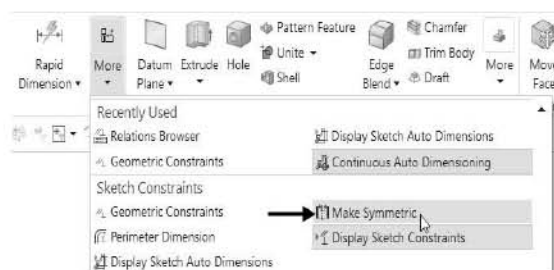 Pattern Feature
Chamfer
Unite
Trim Body
Rapid Dimension
More
Datum Plane
Extrude
Hole
Shell
Edge Blend
Draft
More
Move Face
Recently Used
Relations Browser
Display Sketch Auto Dimensions
Geometric Constraints
Continuous Auto Dimensioning
Sketch Constraints
Geometric Constraints
Make Symmetric
Perimeter Dimension
Display Sketch Constraints
Display Sketch Auto Dimensions